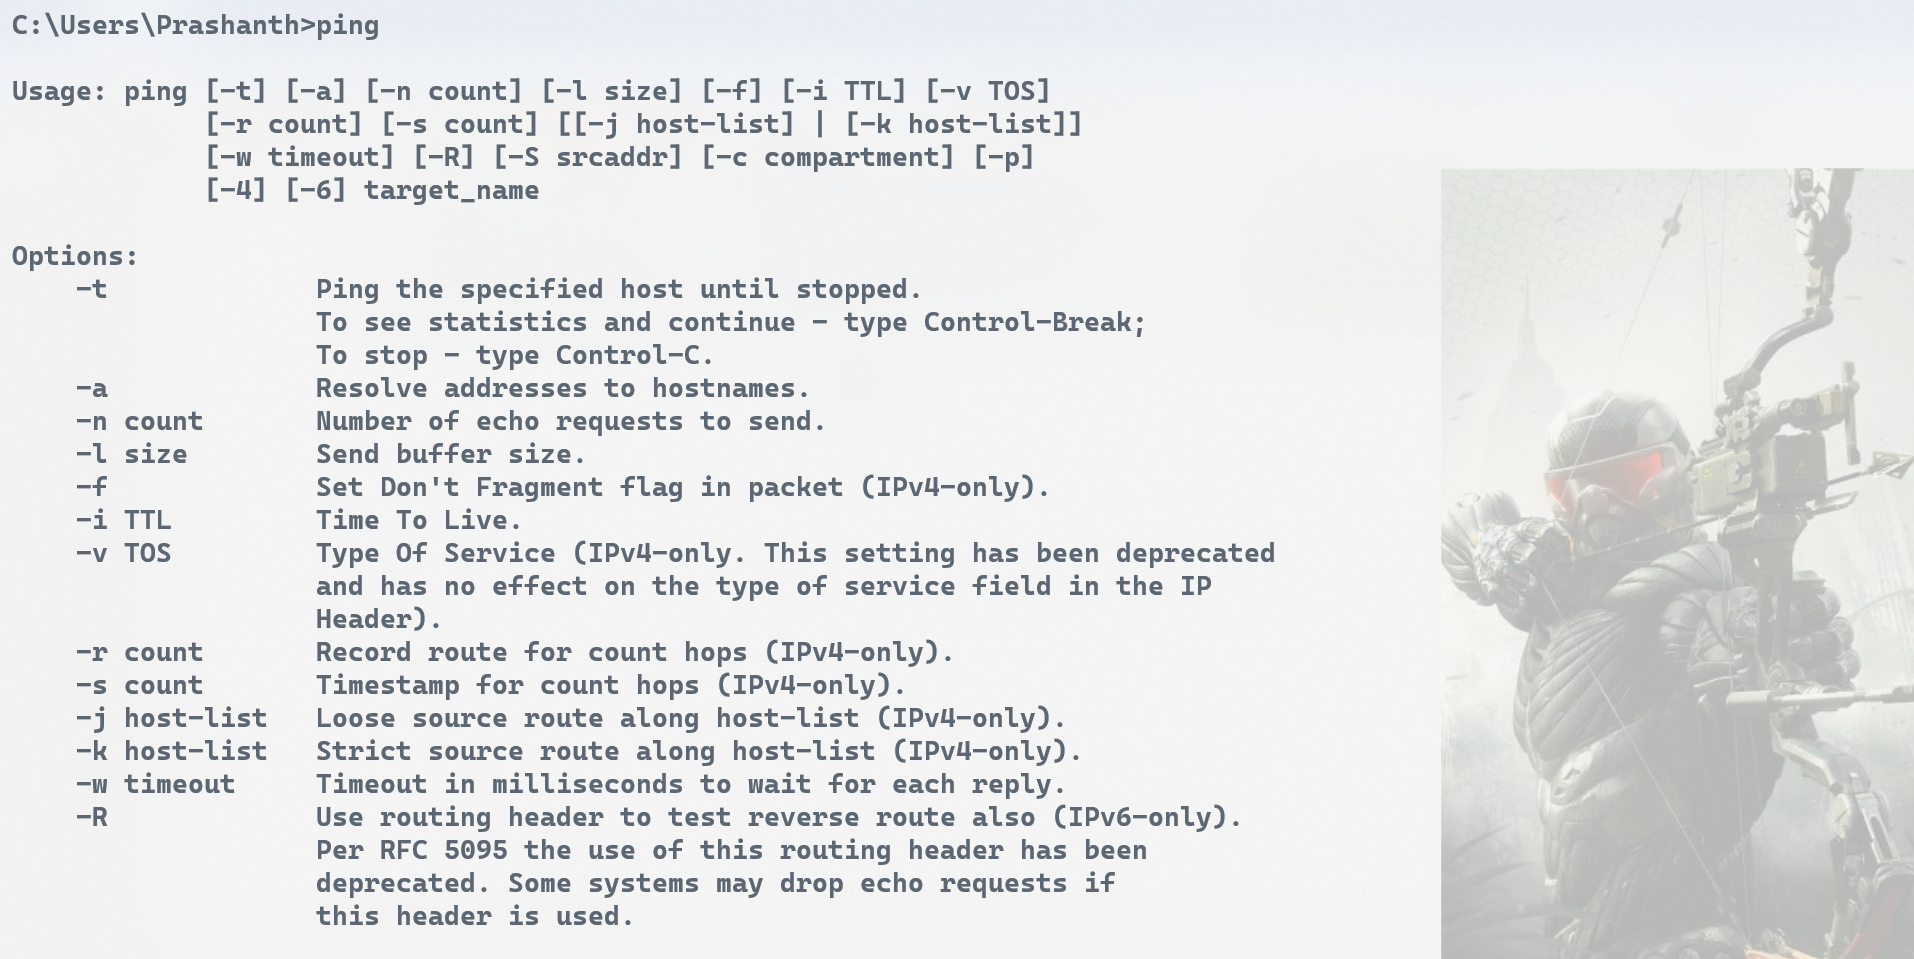 C:\Users\Prashanth>ping
Usage: ping [-t] [-a] [-n count] [-l size] [-f] [-i TTL] [-v TOS]
            [-r count] [-s count] [[-j host-list] | [-k host-list]]
            [-w timeout] [-R] [-S srcaddr] [-c compartment] [-p]
            [-4] [-6] target_name
Options:
    -t             Ping the specified host until stopped.
                   To see statistics and continue - type Control-Break;
                   To stop - type Control-C.
    -a             Resolve addresses to hostnames.
    -n count       Number of echo requests to send.
    -l size        Send buffer size.
    -f             Set Don't Fragment flag in packet (IPv4-only).
    -i TTL         Time To Live.
    -v TOS         Type Of Service (IPv4-only. This setting has been deprecated
                   and has no effect on the type of service field in the IP
                   Header).
    -r count       Record route for count hops (IPv4-only).
    -s count       Timestamp for count hops (IPv4-only).
    -j host-list   Loose source route along host-list (IPv4-only).
    -k host-list   Strict source route along host-list (IPv4-only).
    -w timeout     Timeout in milliseconds to wait for each reply.
    -R             Use routing header to test reverse route also (IPv6-only).
                   Per RFC 5095 the use of this routing header has been
                   deprecated. Some systems may drop echo requests if
                   this header is used.